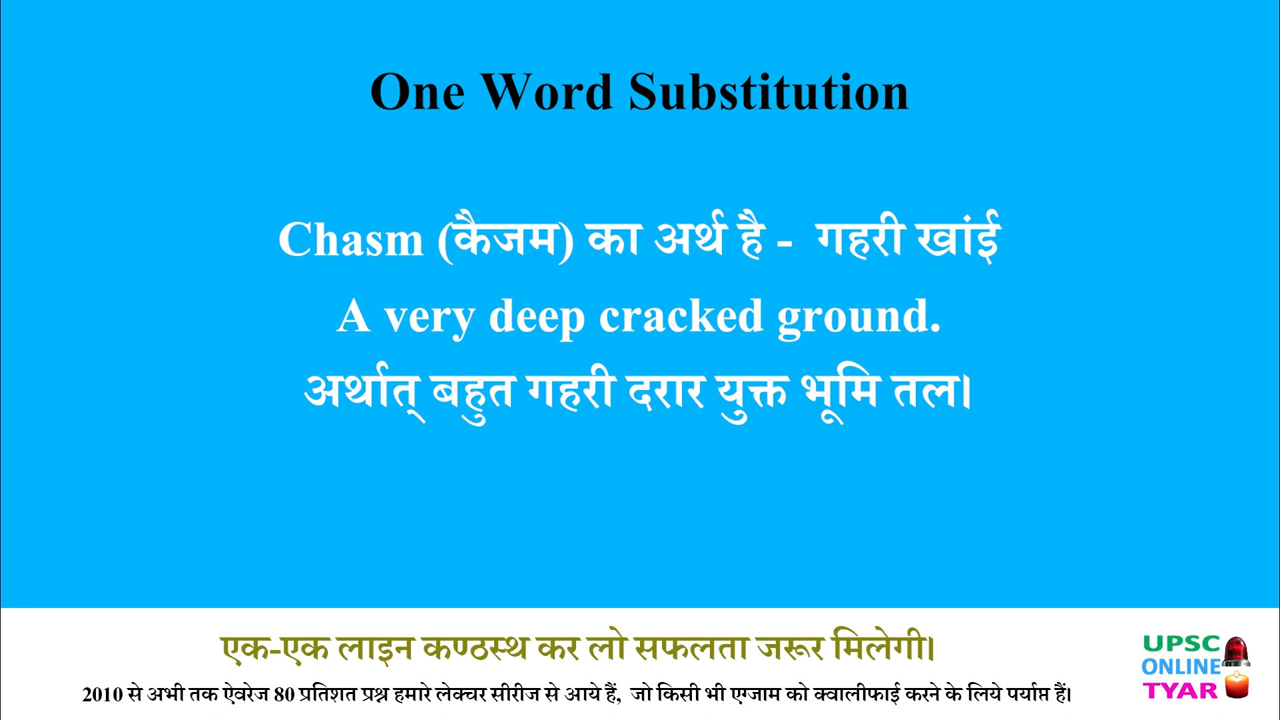 One Word Substitution
Chasm (कैजम) का अर्थ है - गहरी खांई
A very deep cracked ground.
अर्थात् बहुत गहरी दरार युक्त भूमि तल।
एक-एक लाइन कण्ठस्थ कर लो सफलता जरूर मिलेगी।
2010 से अभी तक ऐवरेज 80 प्रतिशत प्रश्न हमारे लेक्चर सीरीज से आये हैं, जो किसी भी एग्जाम को क्वालीफाई करने के लिये पर्याप्त हैं।
UPSC
ONLINE
TYAR